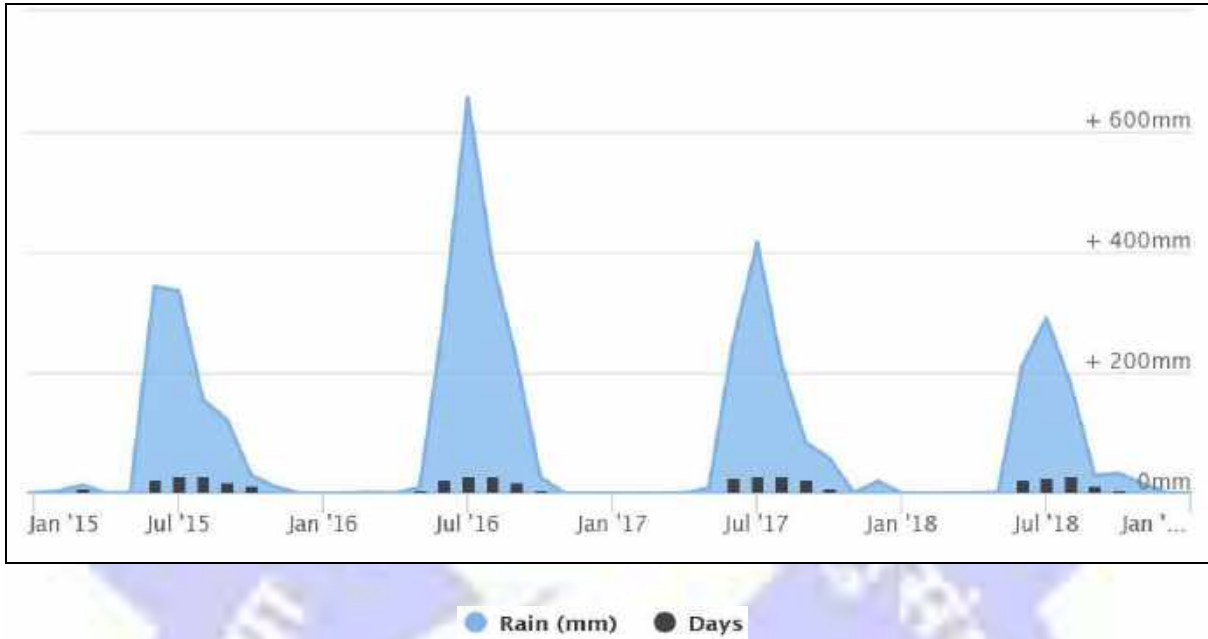 + 600mm
+ 400mm
+ 200mm
0mm
Jan '15 Jul '15 Jan '16 Jul '16 Jan '17 Jul '17 Jan '18 Jul '18 Jan '...
Rain (mm) Days